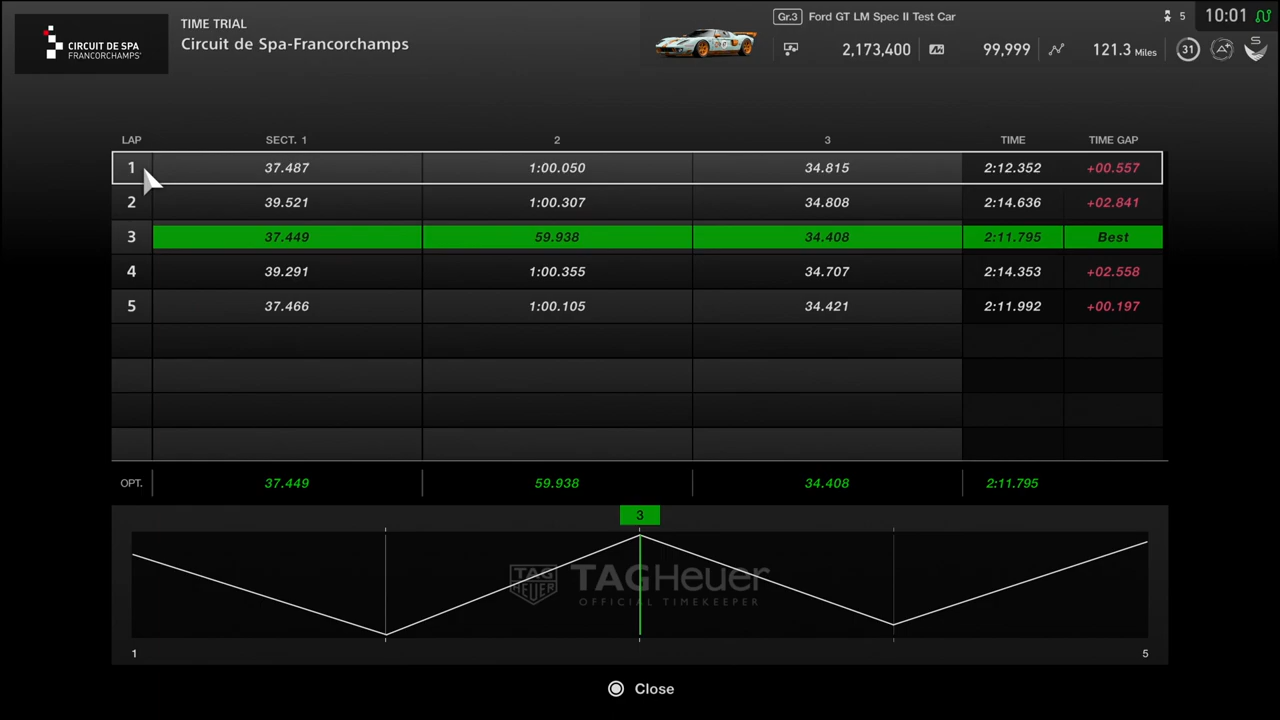 CIRCUIT DE SPA
FRANCORCHAMPS
TIME TRIAL
Circuit de Spa-Francorchamps
Gr.3 Ford GT LM Spec II Test Car
5
10:01
2,173,400
99,999
121.3 Miles
31
A+
S
LAP SECT. 1 2 3 TIME TIME GAP
1 37.487 1:00.050 34.815 2:12.352 +00.557
2 39.521 1:00.307 34.808 2:14.636 +02.841
3 37.449 59.938 34.408 2:11.795 Best
4 39.291 1:00.355 34.707 2:14.353 +02.558
5 37.466 1:00.105 34.421 2:11.992 +00.197
OPT. 37.449 59.938 34.408 2:11.795
3
TAG HEUER TAGHeuer
OFFICIAL TIMEKEEPER
1 5
Close